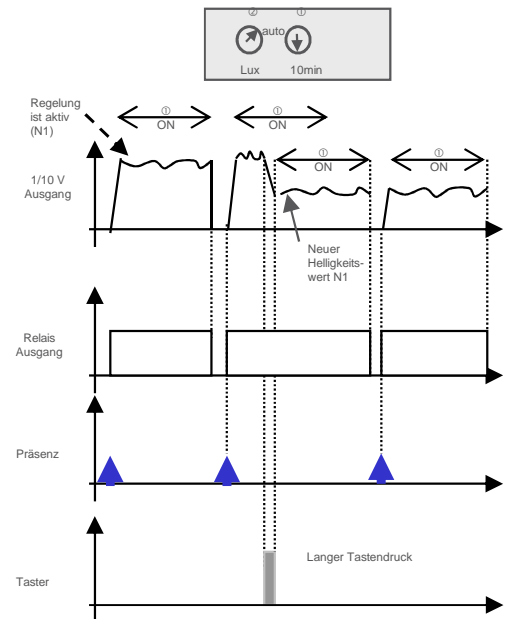 ② ①
auto
Lux 10min
Regelung
ist aktiv
(N1)
①
ON
①
ON
①
ON
①
ON
1/10 V
Ausgang
Neuer
Helligkeits-
wert N1
Relais
Ausgang
Präsenz
Langer Tastendruck
Taster